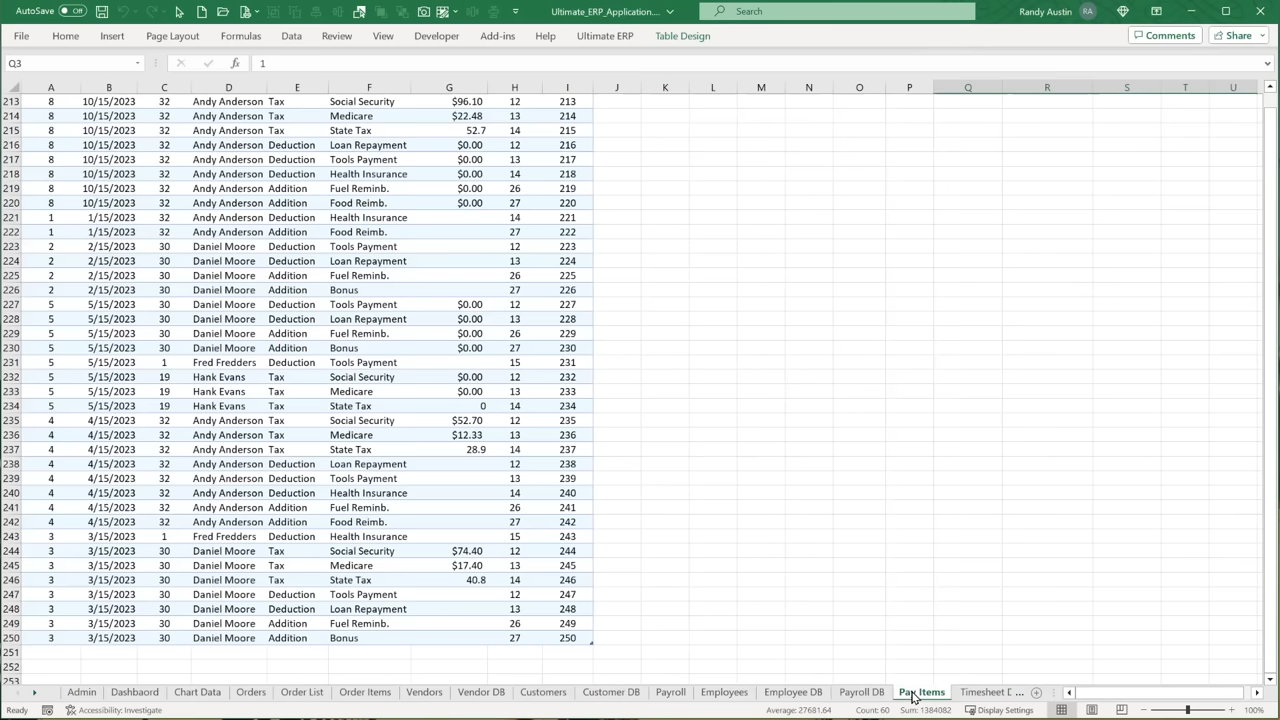 AutoSave Off Ultimate_ERP_Application.... Search Randy Austin RA
File Home Insert Page Layout Formulas Data Review View Developer Add-ins Help Ultimate ERP Table Design Comments Share
Q3 fx 1
A B C D E F G H I J K L M N O P Q R S T U
213 8 10/15/2023 32 Andy Anderson Tax Social Security $96.10 12 213
214 8 10/15/2023 32 Andy Anderson Tax Medicare $22.48 13 214
215 8 10/15/2023 32 Andy Anderson Tax State Tax 52.7 14 215
216 8 10/15/2023 32 Andy Anderson Deduction Loan Repayment $0.00 12 216
217 8 10/15/2023 32 Andy Anderson Deduction Tools Payment $0.00 13 217
218 8 10/15/2023 32 Andy Anderson Deduction Health Insurance $0.00 14 218
219 8 10/15/2023 32 Andy Anderson Addition Fuel Reminb. $0.00 26 219
220 8 10/15/2023 32 Andy Anderson Addition Food Reimb. $0.00 27 220
221 1 1/15/2023 32 Andy Anderson Deduction Health Insurance 14 221
222 1 1/15/2023 32 Andy Anderson Addition Food Reimb. 27 222
223 2 2/15/2023 30 Daniel Moore Deduction Tools Payment 12 223
224 2 2/15/2023 30 Daniel Moore Deduction Loan Repayment 13 224
225 2 2/15/2023 30 Daniel Moore Addition Fuel Reminb. 26 225
226 2 2/15/2023 30 Daniel Moore Addition Bonus 27 226
227 5 5/15/2023 30 Daniel Moore Deduction Tools Payment $0.00 12 227
228 5 5/15/2023 30 Daniel Moore Deduction Loan Repayment $0.00 13 228
229 5 5/15/2023 30 Daniel Moore Addition Fuel Reminb. $0.00 26 229
230 5 5/15/2023 30 Daniel Moore Addition Bonus $0.00 27 230
231 5 5/15/2023 1 Fred Fredders Deduction Tools Payment 15 231
232 5 5/15/2023 19 Hank Evans Tax Social Security $0.00 12 232
233 5 5/15/2023 19 Hank Evans Tax Medicare $0.00 13 233
234 5 5/15/2023 19 Hank Evans Tax State Tax 0 14 234
235 4 4/15/2023 32 Andy Anderson Tax Social Security $52.70 12 235
236 4 4/15/2023 32 Andy Anderson Tax Medicare $12.33 13 236
237 4 4/15/2023 32 Andy Anderson Tax State Tax 28.9 14 237
238 4 4/15/2023 32 Andy Anderson Deduction Loan Repayment 12 238
239 4 4/15/2023 32 Andy Anderson Deduction Tools Payment 13 239
240 4 4/15/2023 32 Andy Anderson Deduction Health Insurance 14 240
241 4 4/15/2023 32 Andy Anderson Addition Fuel Reminb. 26 241
242 4 4/15/2023 32 Andy Anderson Addition Food Reimb. 27 242
243 3 3/15/2023 1 Fred Fredders Deduction Health Insurance 15 243
244 3 3/15/2023 30 Daniel Moore Tax Social Security $74.40 12 244
245 3 3/15/2023 30 Daniel Moore Tax Medicare $17.40 13 245
246 3 3/15/2023 30 Daniel Moore Tax State Tax 40.8 14 246
247 3 3/15/2023 30 Daniel Moore Deduction Tools Payment 12 247
248 3 3/15/2023 30 Daniel Moore Deduction Loan Repayment 13 248
249 3 3/15/2023 30 Daniel Moore Addition Fuel Reminb. 26 249
250 3 3/15/2023 30 Daniel Moore Addition Bonus 27 250
251
252
253
Admin Dashbaord Chart Data Orders Order List Order Items Vendors Vendor DB Customers Customer DB Payroll Employees Employee DB Payroll DB Pay Items Timesheet D ...
Accessibility: Investigate Average: 27681.64 Count: 60 Sum: 1384082 Display Settings 100%